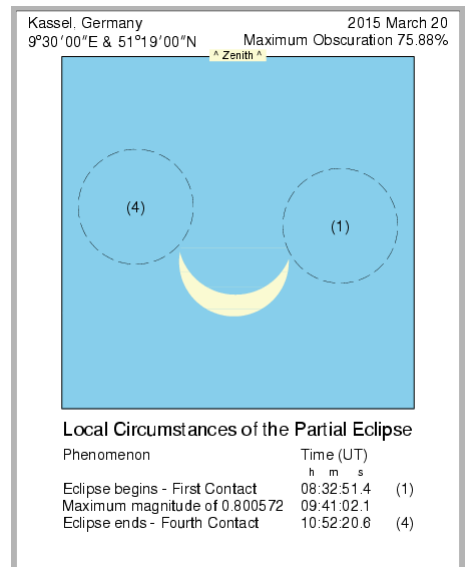 Kassel, Germany 2015 March 20
9°30′00″E & 51°19′00″N Maximum Obscuration 75.88%
^ Zenith ^
(4)
(1)
Local Circumstances of the Partial Eclipse
Phenomenon Time (UT)
h m s
Eclipse begins - First Contact 08:32:51.4 (1)
Maximum magnitude of 0.800572 09:41:02.1
Eclipse ends - Fourth Contact 10:52:20.6 (4)